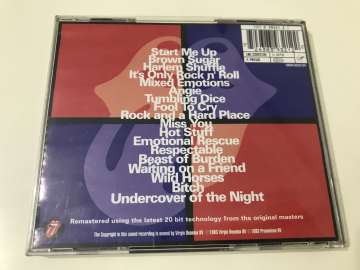 Start Me Up
Brown Sugar
Harlem Shuffle
It's Only Rock n' Roll
Mixed Emotions
Angie
Tumbling Dice
Fool To Cry
Rock and a Hard Place
Miss You
Hot Stuff
Emotional Rescue
Respectable
Beast of Burden
Waiting on a Friend
Wild Horses
Bitch
Undercover of the Night
Remastered using the latest 20 bit technology from the original masters